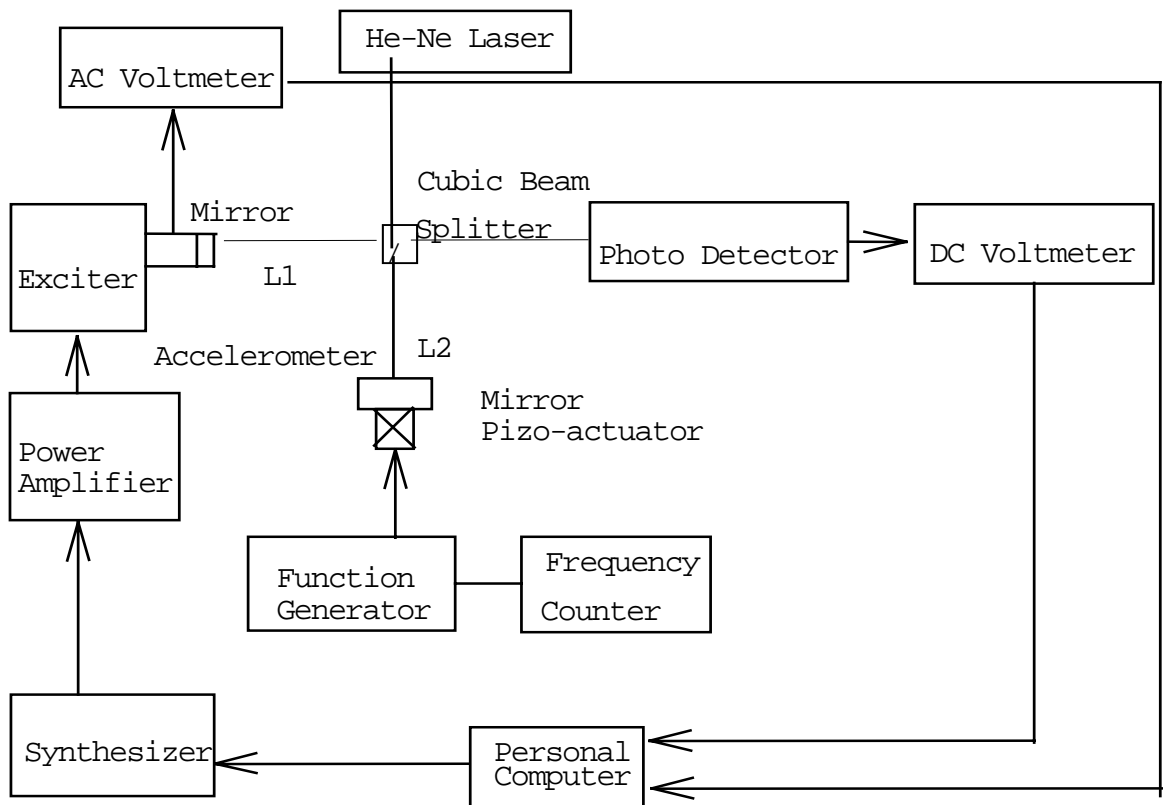 He-Ne Laser
AC Voltmeter
Cubic Beam
Splitter
Mirror
Photo Detector
DC Voltmeter
Exciter
L1
Accelerometer
L2
Mirror
Pizo-actuator
Power
Amplifier
Function
Generator
Frequency
Counter
Synthesizer
Personal
Computer